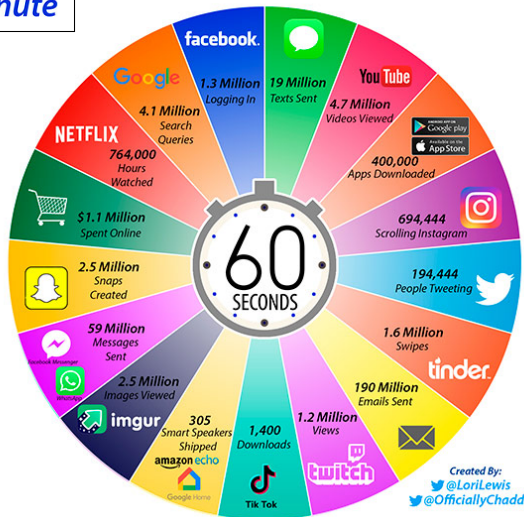 nute
facebook.
1.3 Million
Logging In
19 Million
Texts Sent
YouTube
4.7 Million
Videos Viewed
ANDROID APP ON
Google play
Available on the
App Store
400,000
Apps Downloaded
694,444
Scrolling Instagram
194,444
People Tweeting
1.6 Million
Swipes
tinder
190 Million
Emails Sent
1.2 Million
Views
twitch
1,400
Downloads
Tik Tok
305
Smart Speakers
Shipped
amazon echo
Google Home
2.5 Million
Images Viewed
imgur
59 Million
Messages
Sent
Facebook Messenger
WhatsApp
2.5 Million
Snaps
Created
$1.1 Million
Spent Online
NETFLIX
764,000
Hours
Watched
Google
4.1 Million
Search
Queries
60
SECONDS
Created By:
@LoriLewis
@OfficiallyChadd